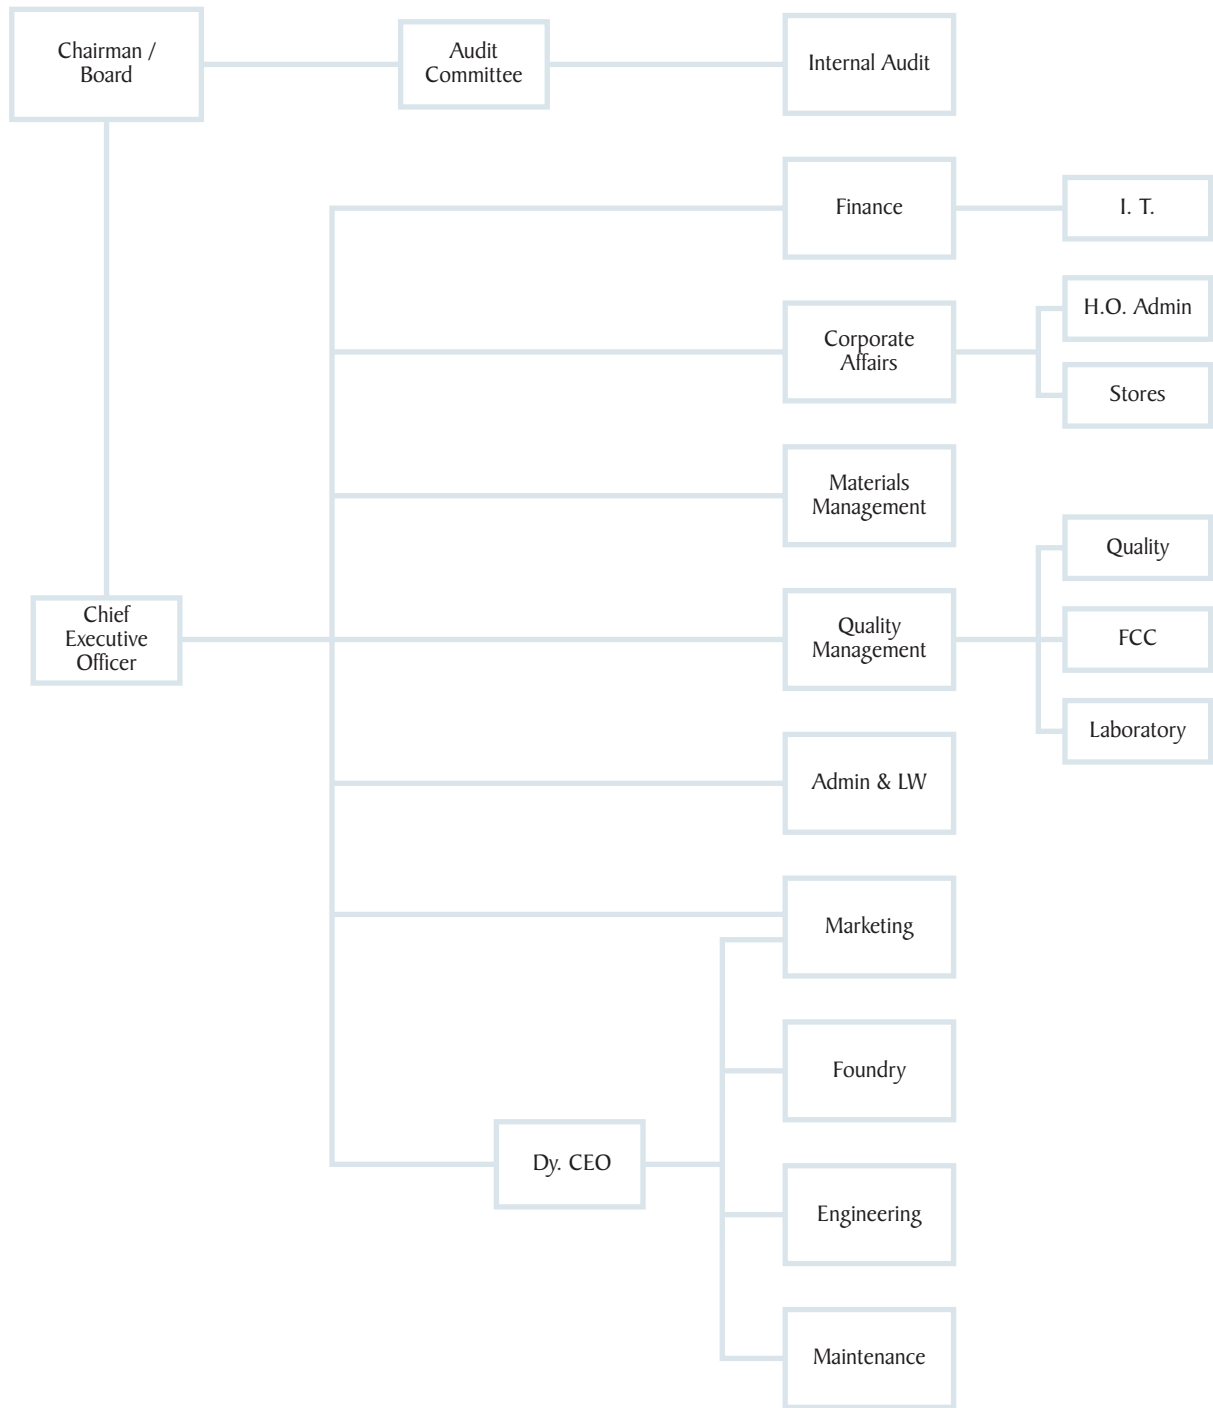 Chairman /
Board
Audit
Committee
Internal Audit
Finance
I. T.
Corporate
Affairs
H.O. Admin
Stores
Materials
Management
Chief
Executive
Officer
Quality
Management
Quality
FCC
Laboratory
Admin & LW
Marketing
Foundry
Dy. CEO
Engineering
Maintenance